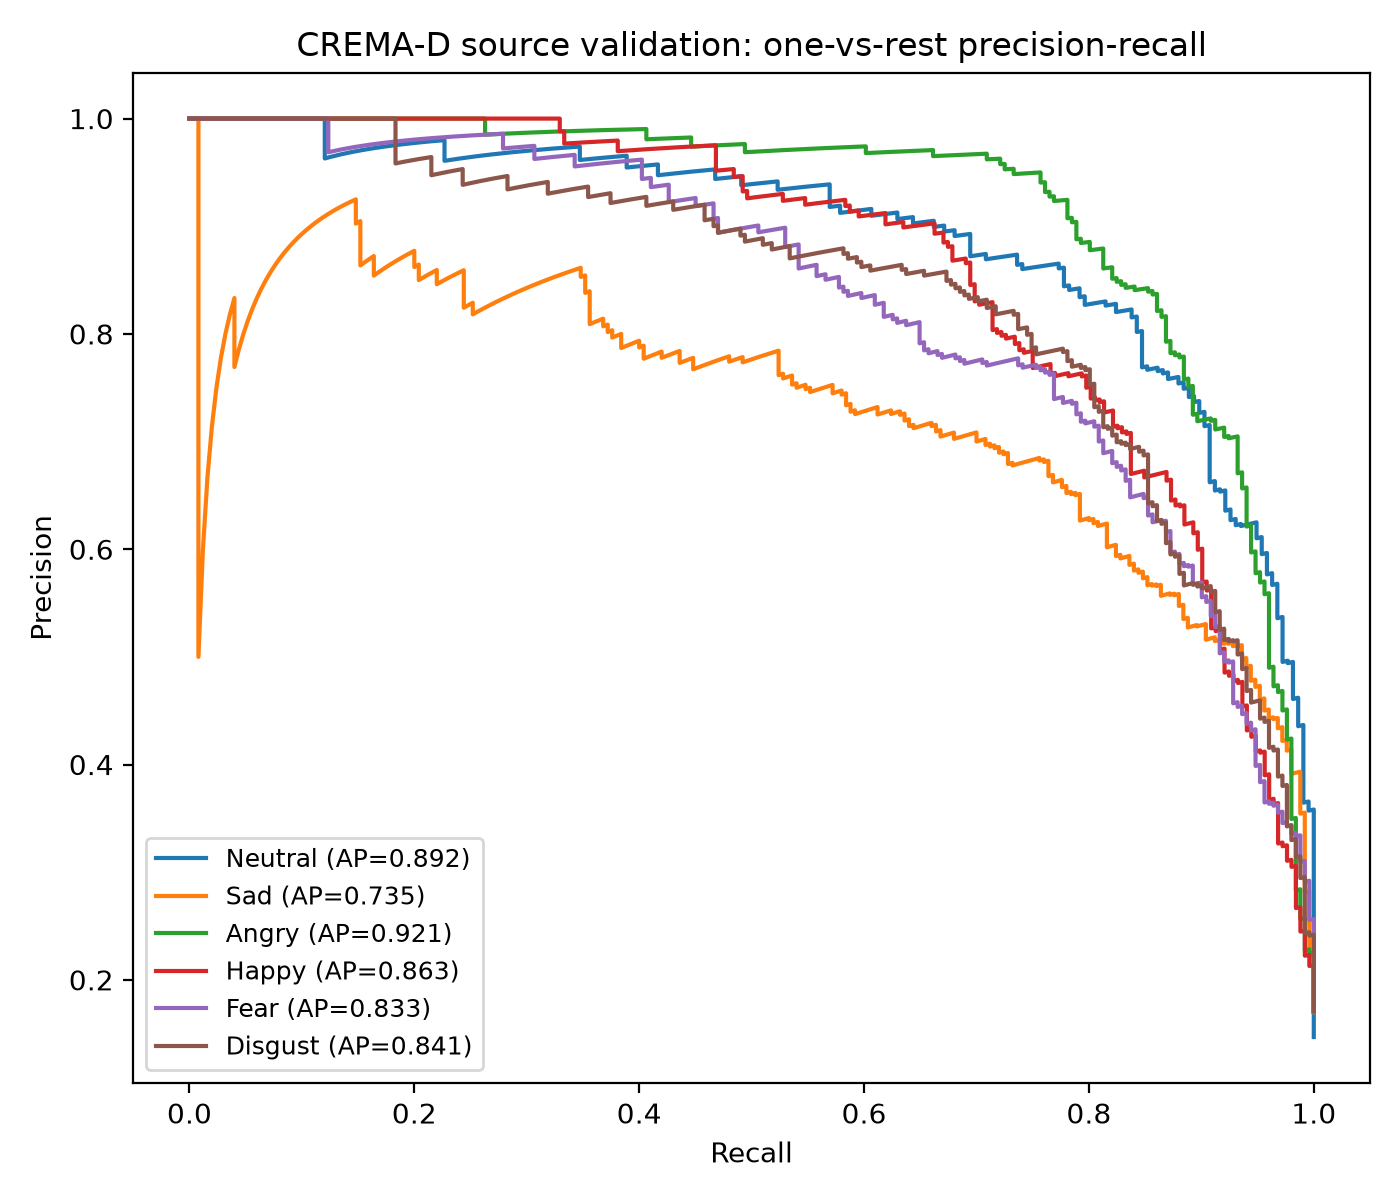 CREMA-D source validation: one-vs-rest precision-recall
Precision
1.0
0.8
0.6
0.4
0.2
Neutral (AP=0.892)
Sad (AP=0.735)
Angry (AP=0.921)
Happy (AP=0.863)
Fear (AP=0.833)
Disgust (AP=0.841)
0.0 0.2 0.4 0.6 0.8 1.0
Recall